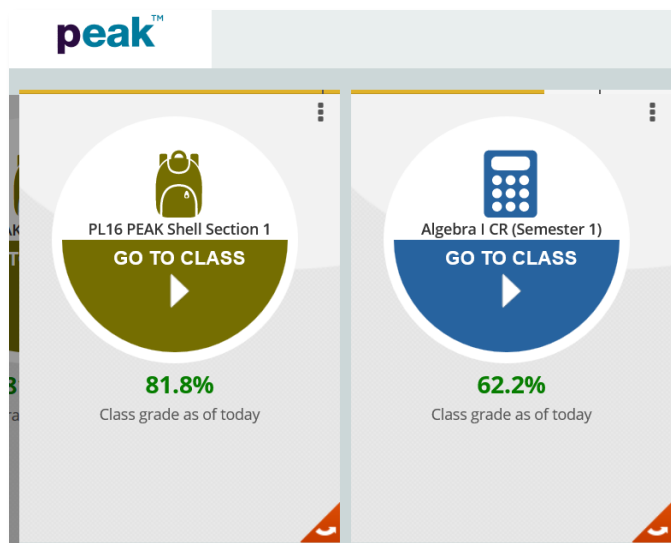 peak™
PL16 PEAK Shell Section 1
GO TO CLASS
81.8%
Class grade as of today
Algebra I CR (Semester 1)
GO TO CLASS
62.2%
Class grade as of today